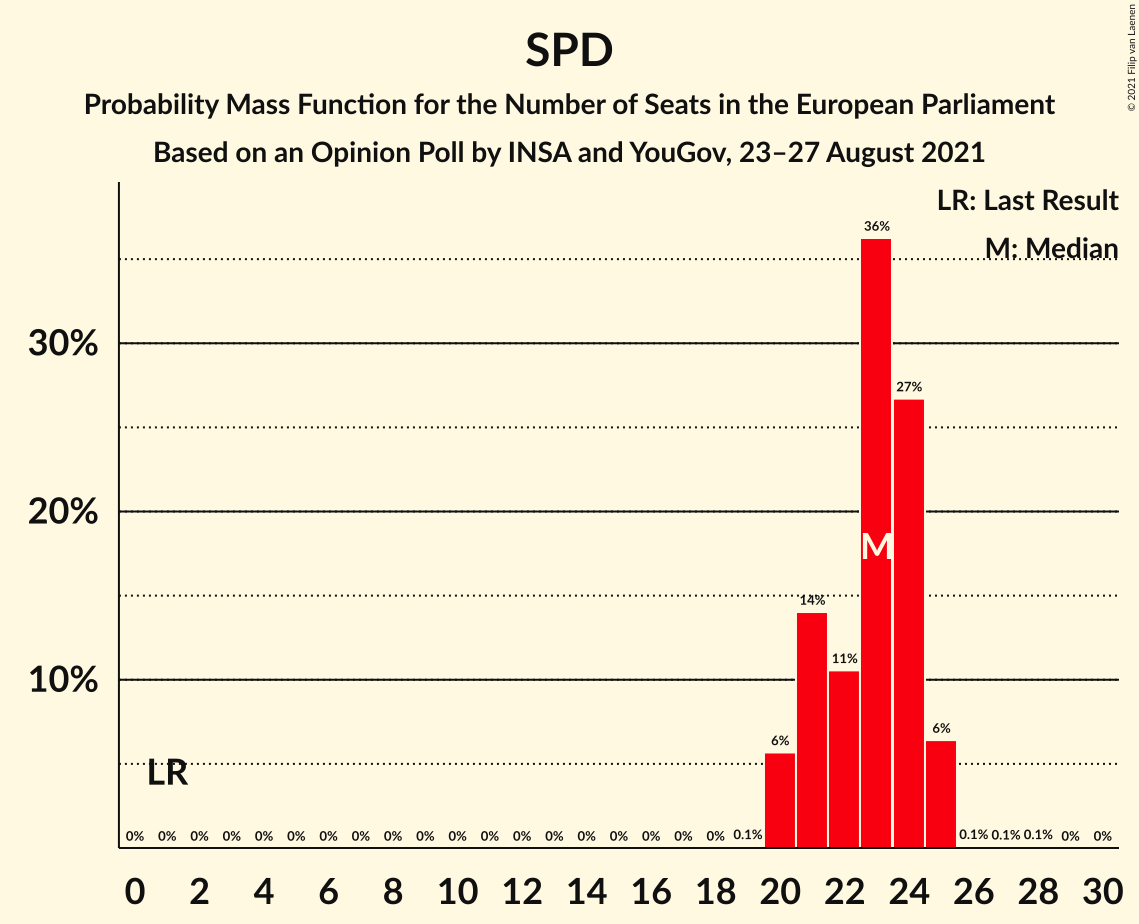 © 2021 Filip van Laenen
SPD
Probability Mass Function for the Number of Seats in the European Parliament
Based on an Opinion Poll by INSA and YouGov, 23–27 August 2021
LR: Last Result
M: Median
36%
30%
27%
20%
M
14%
11%
10%
6%
6%
LR
0% 0% 0% 0% 0% 0% 0% 0% 0% 0% 0% 0% 0% 0% 0% 0% 0% 0% 0% 0.1% 0.1% 0.1% 0.1% 0% 0%
0 2 4 6 8 10 12 14 16 18 20 22 24 26 28 30